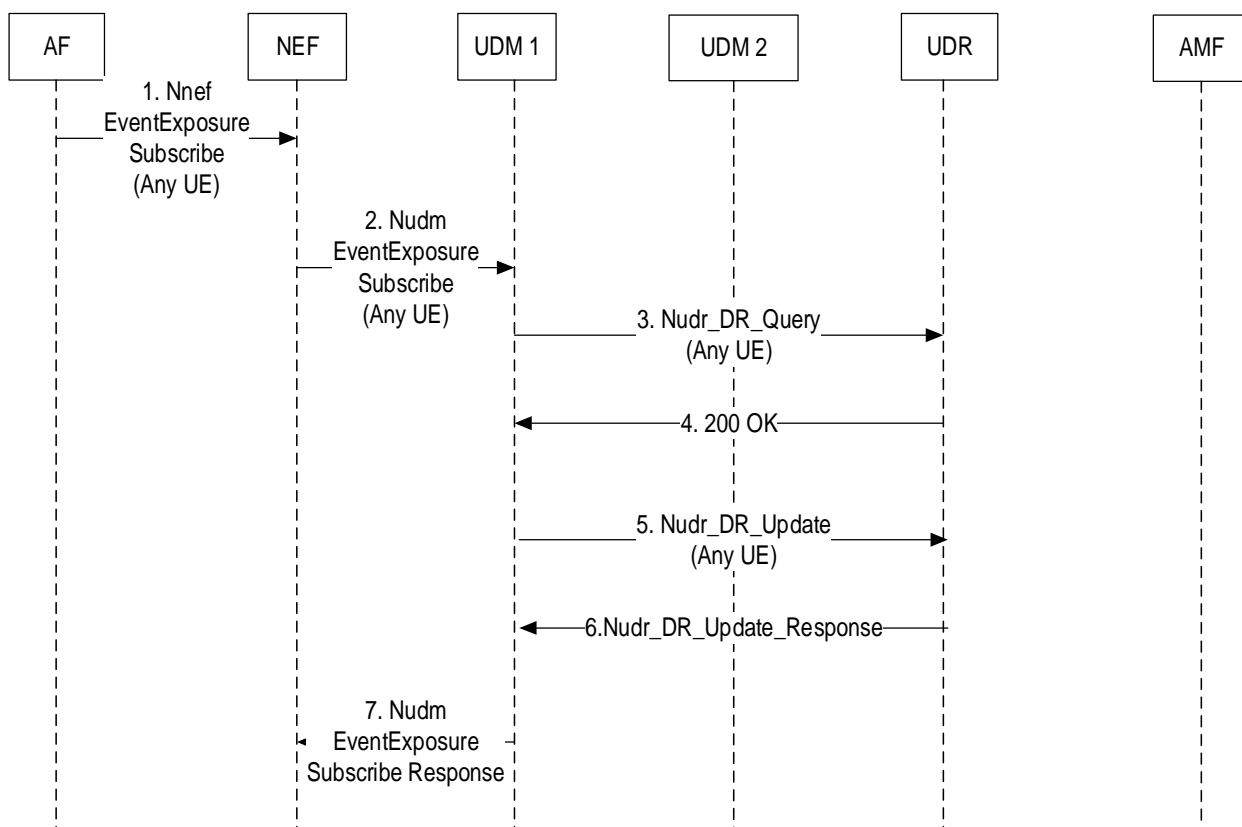 AF
NEF
UDM 1
UDM 2
UDR
AMF
1. Nnef
EventExposure
Subscribe
(Any UE)
2. Nudm
EventExposure
Subscribe
(Any UE)
3. Nudr_DR_Query
(Any UE)
4. 200 OK
5. Nudr_DR_Update
(Any UE)
6.Nudr_DR_Update_Response
7. Nudm
EventExposure
Subscribe Response